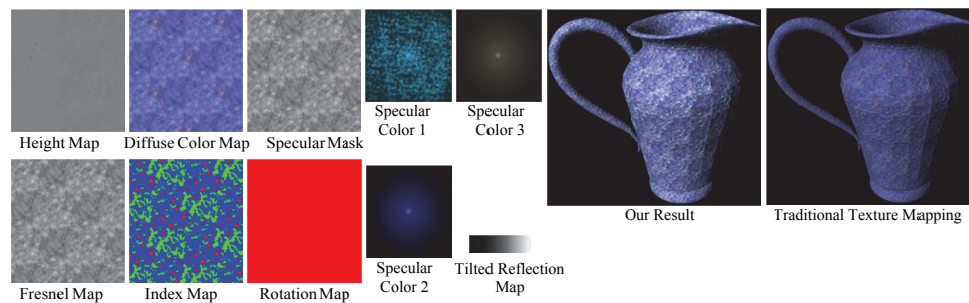 Height Map
Diffuse Color Map
Specular Mask
Specular
Color 1
Specular
Color 3
Our Result
Traditional Texture Mapping
Fresnel Map
Index Map
Rotation Map
Specular
Color 2
Tilted Reflection
Map